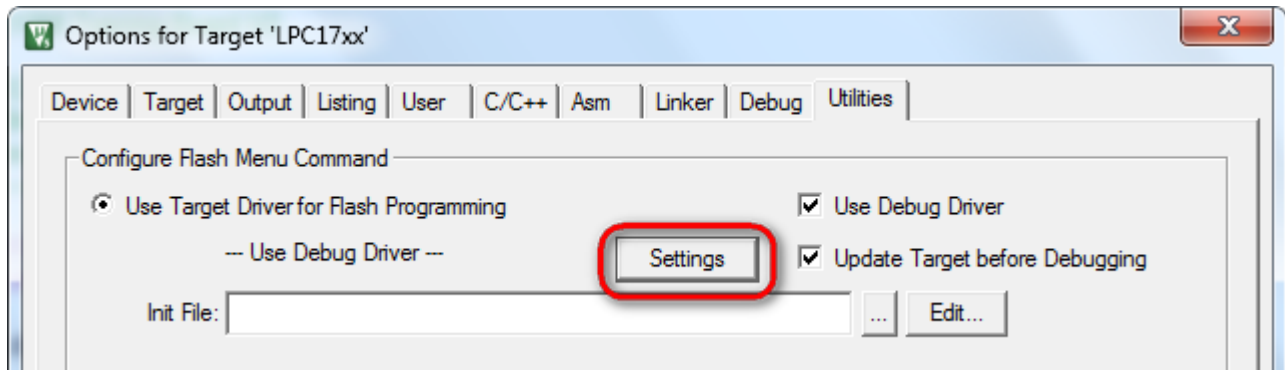 Options for Target 'LPC17xx'
Device Target Output Listing User C/C++ Asm Linker Debug Utilities
Configure Flash Menu Command
Use Target Driver for Flash Programming Use Debug Driver
--- Use Debug Driver --- Settings Update Target before Debugging
Init File: ... Edit...